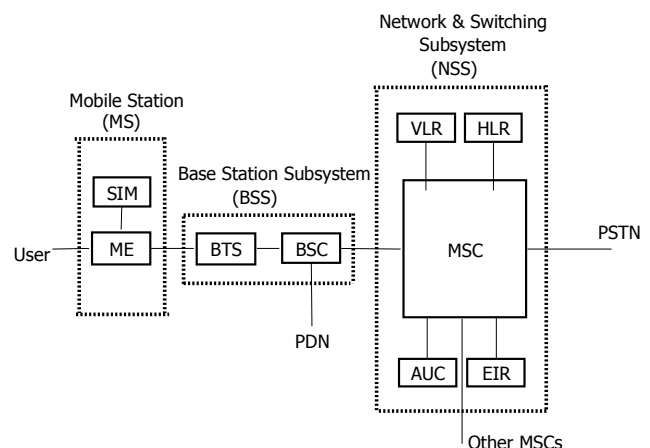 Network & Switching
Subsystem
(NSS)
Mobile Station
(MS)
VLR
HLR
Base Station Subsystem
(BSS)
SIM
User
ME
BTS
BSC
MSC
PSTN
PDN
AUC
EIR
Other MSCs